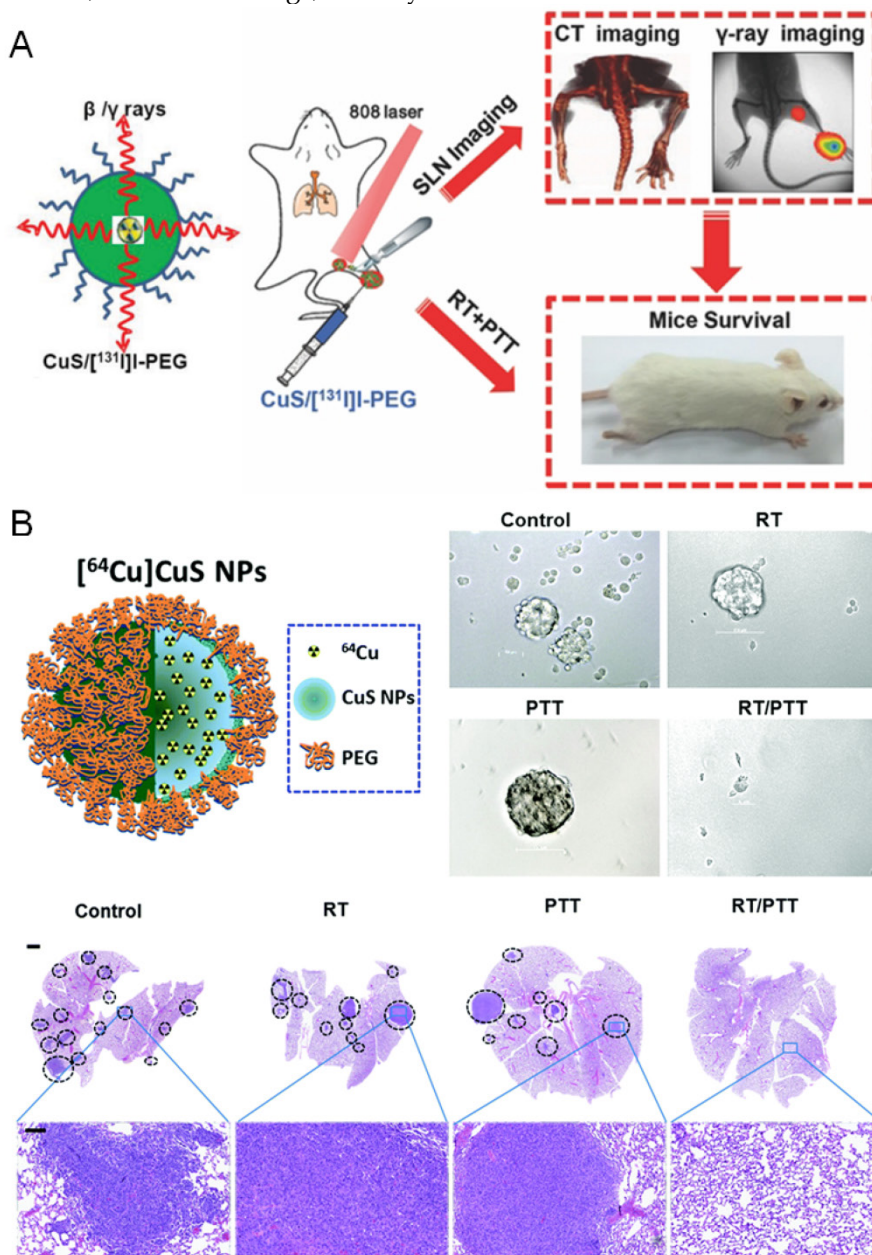 A
CT imaging
γ-ray imaging
β /γ rays
808 laser
SLN Imaging
RT+PTT
Mice Survival
CuS/[¹³¹I]I-PEG
CuS/[¹³¹I]I-PEG
B
[⁶⁴Cu]CuS NPs
⁶⁴Cu
CuS NPs
PEG
Control
RT
PTT
RT/PTT
Control
RT
PTT
RT/PTT